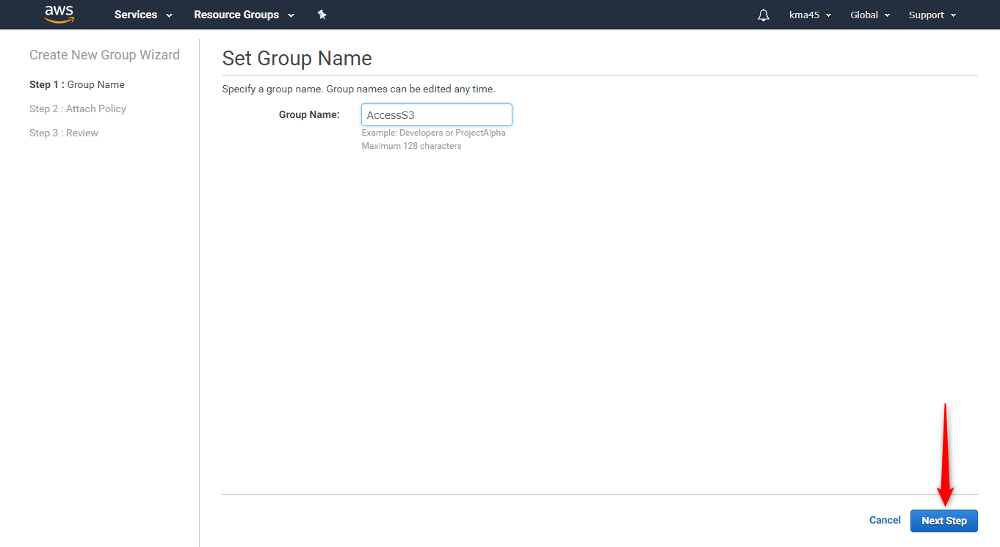 aws Services Resource Groups kma45 Global Support
Create New Group Wizard
Step 1 : Group Name
Step 2 : Attach Policy
Step 3 : Review
Set Group Name
Specify a group name. Group names can be edited any time.
Group Name: AccessS3
Example: Developers or ProjectAlpha
Maximum 128 characters
Cancel Next Step